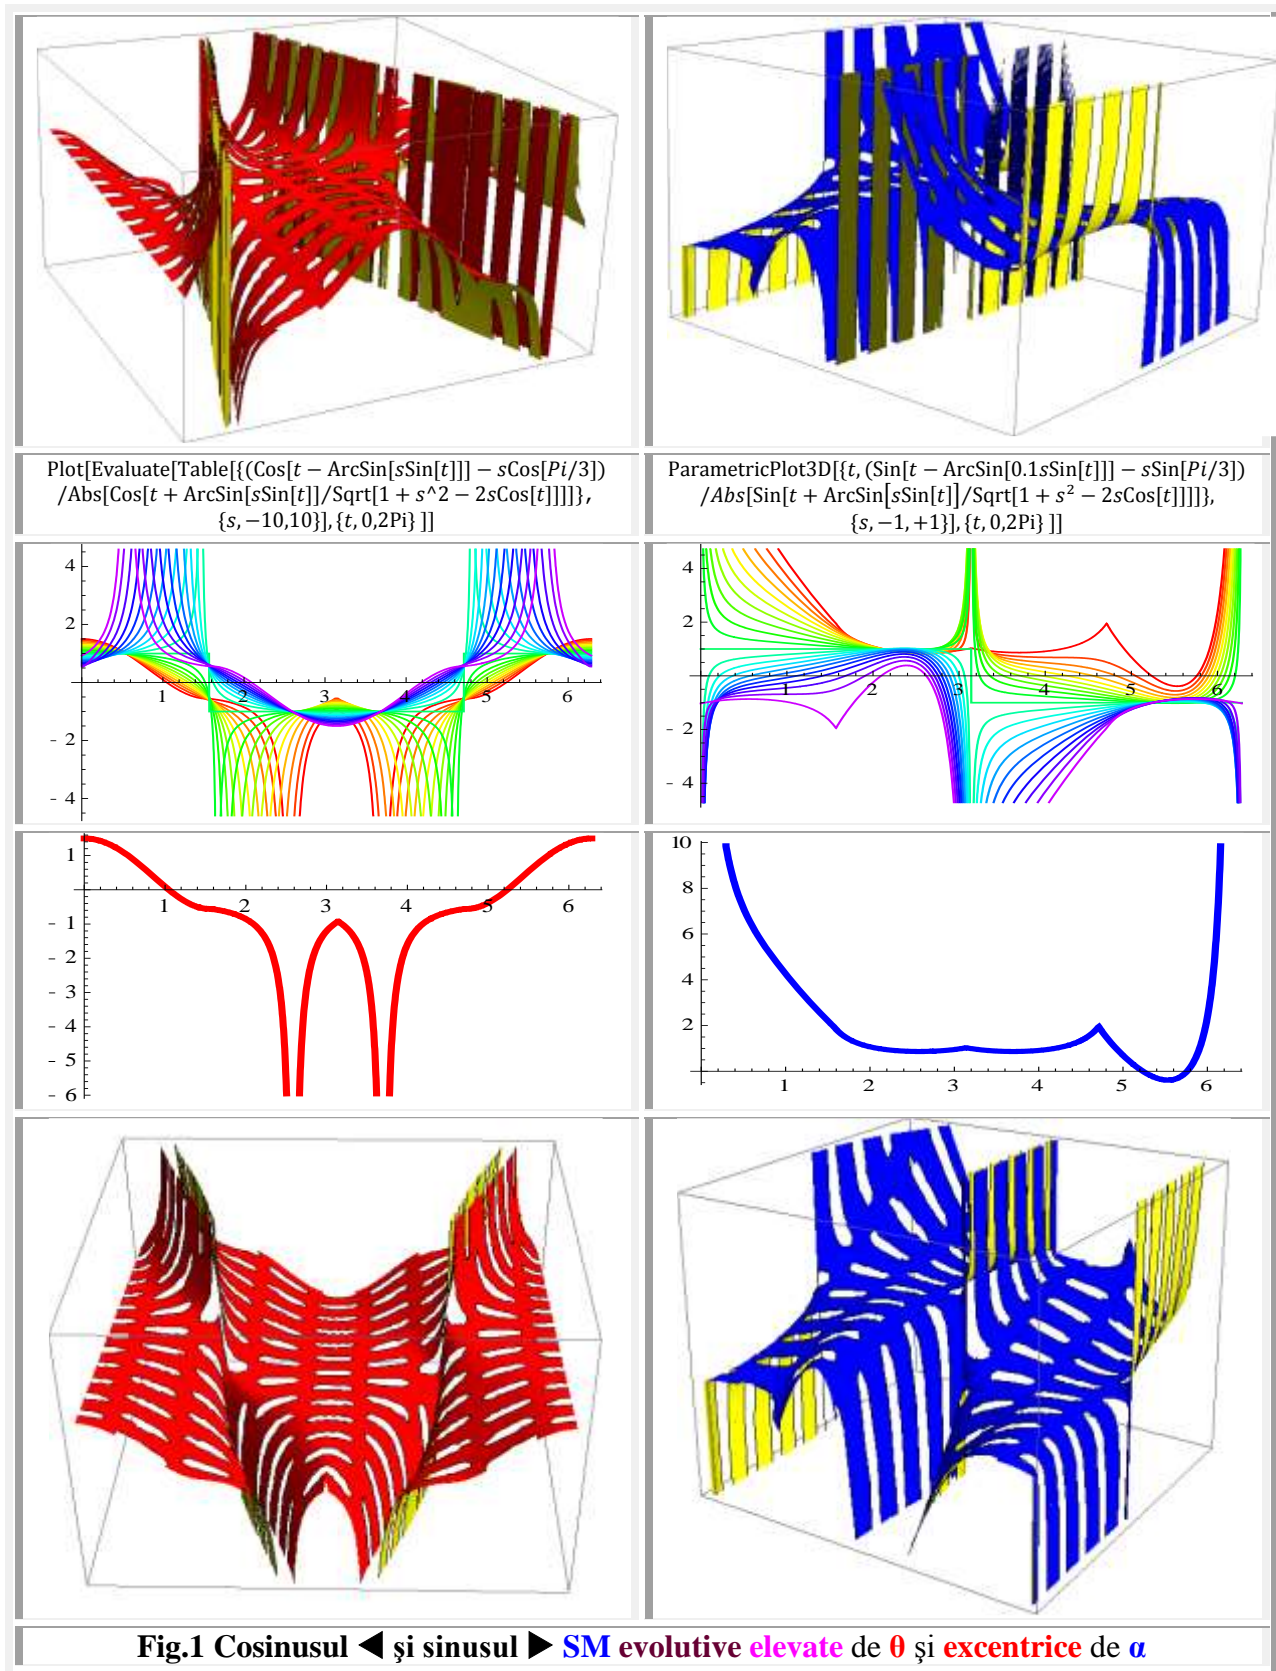 Plot[Evaluate[Table[{(Cos[t − ArcSin[sSin[t]]] − sCos[Pi/3])
/Abs[Cos[t + ArcSin[sSin[t]]/Sqrt[1 + s^2 − 2sCos[t]]]]},
{s, −10,10}], {t, 0,2Pi} ]]
ParametricPlot3D[{t, (Sin[t − ArcSin[0.1sSin[t]]] − sSin[Pi/3])
/Abs[Sin[t + ArcSin[sSin[t]]/Sqrt[1 + s² − 2sCos[t]]]]},
{s, −1, +1}], {t, 0,2Pi} ]]
4
2
1 2 3 4 5 6
- 2
- 4
4
2
1 2 3 4 5 6
- 2
- 4
1
1 2 3 4 5 6
- 1
- 2
- 3
- 4
- 5
- 6
10
8
6
4
2
1 2 3 4 5 6
Fig.1 Cosinusul ◄ şi sinusul ► SM evolutive elevate de θ şi excentrice de α